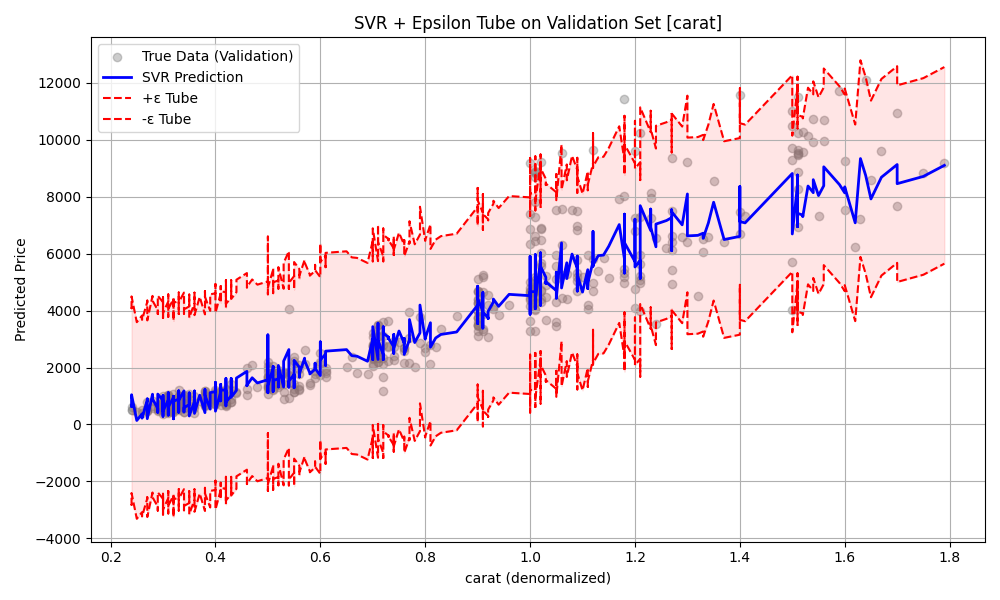 SVR + Epsilon Tube on Validation Set [carat]
True Data (Validation)
SVR Prediction
+ε Tube
-ε Tube
Predicted Price
12000
10000
8000
6000
4000
2000
0
−2000
−4000
0.2 0.4 0.6 0.8 1.0 1.2 1.4 1.6 1.8
carat (denormalized)